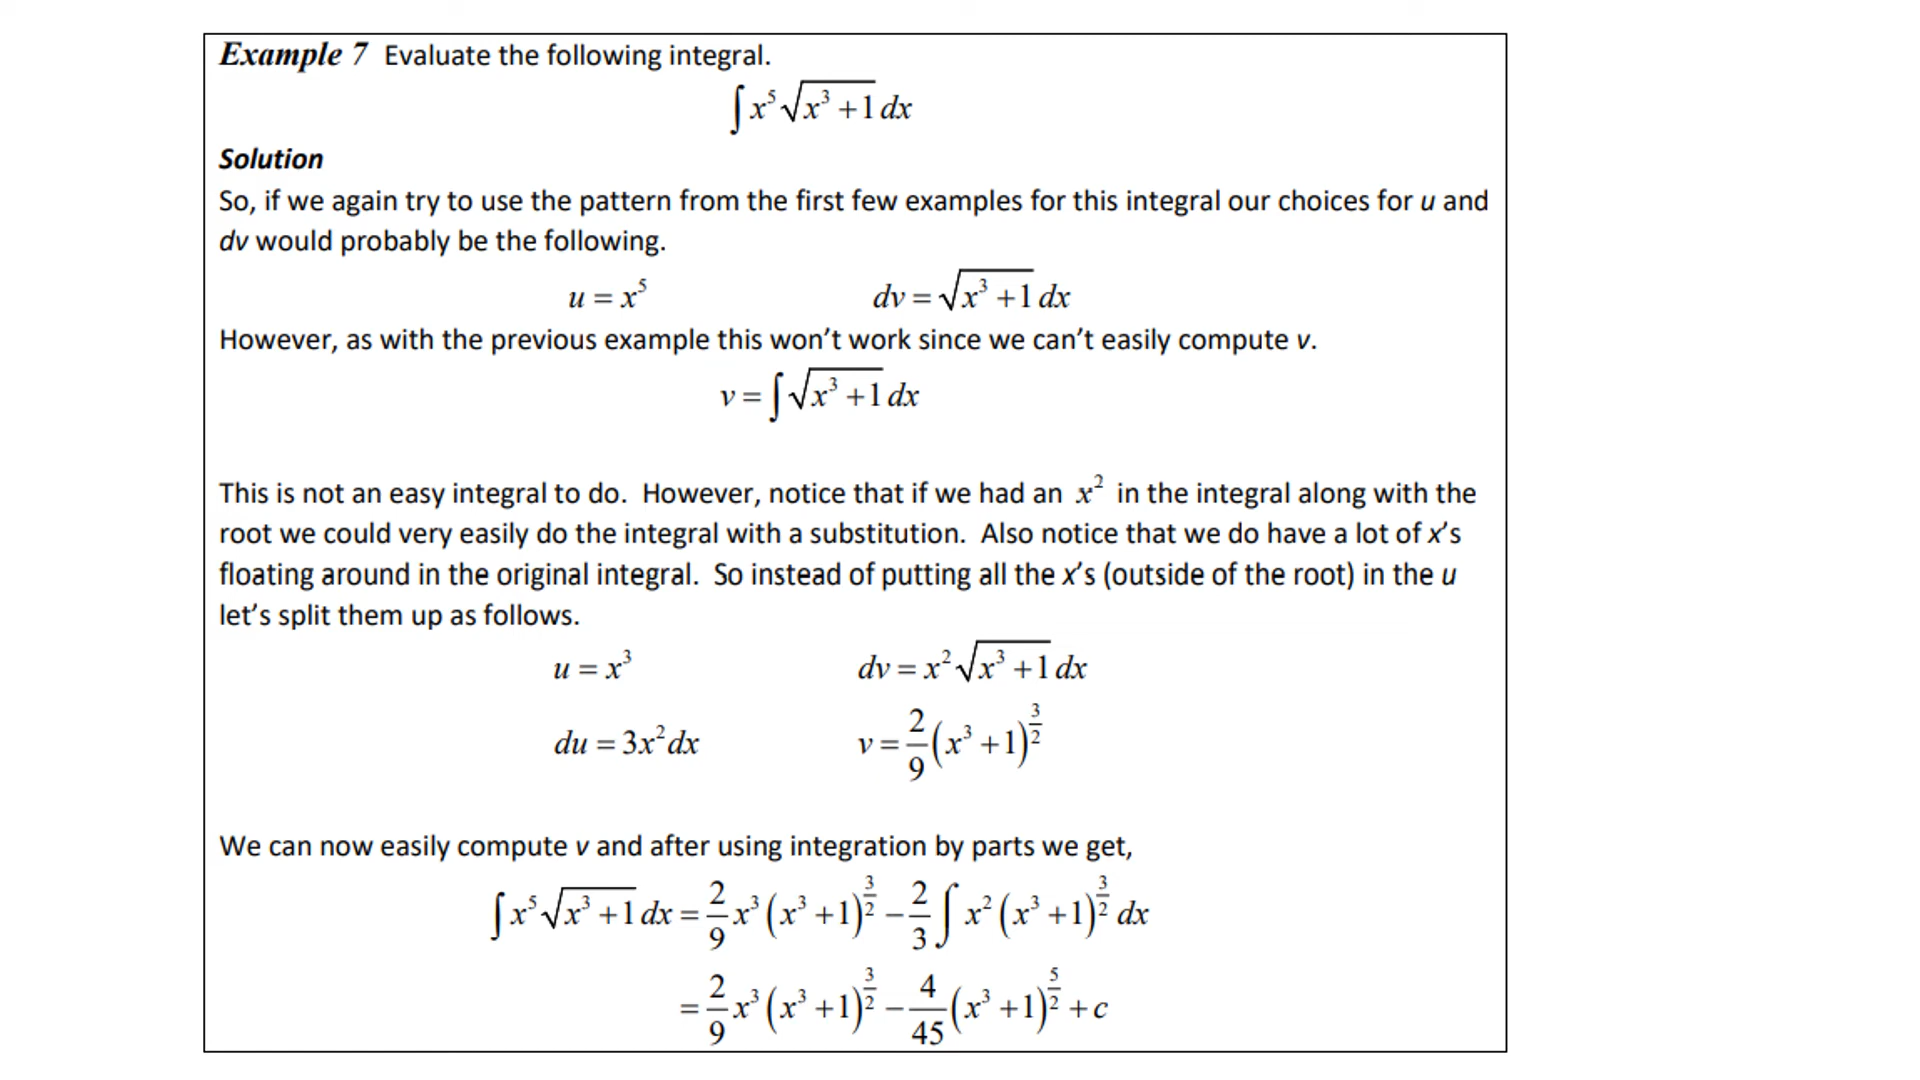 Example 7 Evaluate the following integral.
∫ x⁵ √(x³ + 1) dx
Solution
So, if we again try to use the pattern from the first few examples for this integral our choices for u and
dv would probably be the following.
u = x⁵ dv = √(x³ + 1) dx
However, as with the previous example this won't work since we can't easily compute v.
v = ∫ √(x³ + 1) dx
This is not an easy integral to do. However, notice that if we had an x² in the integral along with the
root we could very easily do the integral with a substitution. Also notice that we do have a lot of x's
floating around in the original integral. So instead of putting all the x's (outside of the root) in the u
let's split them up as follows.
u = x³ dv = x² √(x³ + 1) dx
du = 3x² dx v = 2/9 (x³ + 1)^(3/2)
We can now easily compute v and after using integration by parts we get,
∫ x⁵ √(x³ + 1) dx = 2/9 x³ (x³ + 1)^(3/2) − 2/3 ∫ x² (x³ + 1)^(3/2) dx
= 2/9 x³ (x³ + 1)^(3/2) − 4/45 (x³ + 1)^(5/2) + c